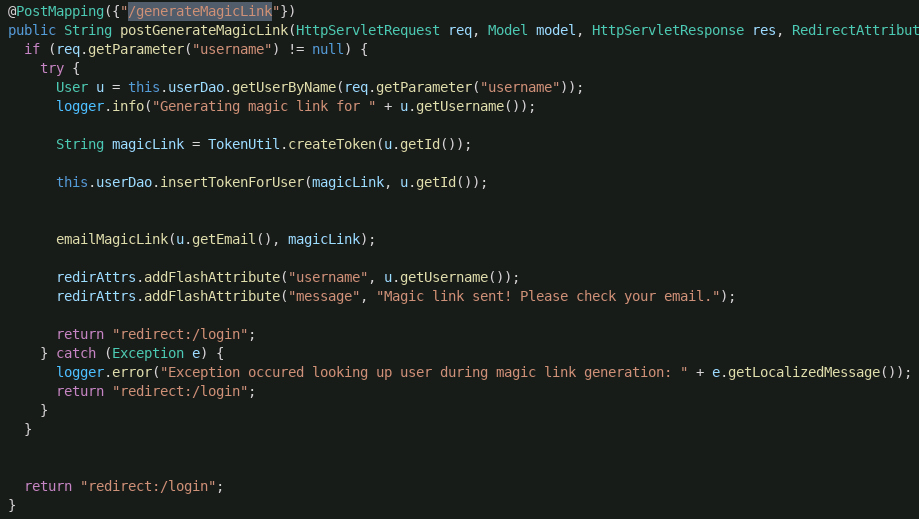 @PostMapping({"/generateMagicLink"})
public String postGenerateMagicLink(HttpServletRequest req, Model model, HttpServletResponse res, RedirectAttribut
if (req.getParameter("username") != null) {
try {
User u = this.userDao.getUserByName(req.getParameter("username"));
logger.info("Generating magic link for " + u.getUsername());
String magicLink = TokenUtil.createToken(u.getId());
this.userDao.insertTokenForUser(magicLink, u.getId());
emailMagicLink(u.getEmail(), magicLink);
redirAttrs.addFlashAttribute("username", u.getUsername());
redirAttrs.addFlashAttribute("message", "Magic link sent! Please check your email.");
return "redirect:/login";
} catch (Exception e) {
logger.error("Exception occured looking up user during magic link generation: " + e.getLocalizedMessage());
return "redirect:/login";
}
}
return "redirect:/login";
}